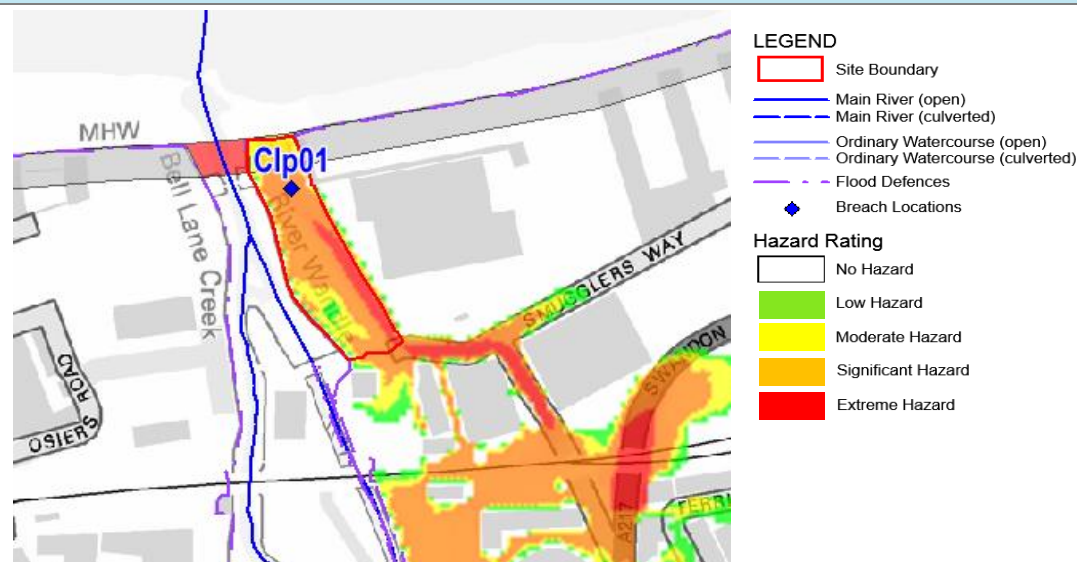 MHW
Clp01
Bell Lane Creek
River Wandle
SMUGGLERS WAY
OSIERS ROAD
SWANDON
A217
LEGEND
Site Boundary
Main River (open)
Main River (culverted)
Ordinary Watercourse (open)
Ordinary Watercourse (culverted)
Flood Defences
Breach Locations
Hazard Rating
No Hazard
Low Hazard
Moderate Hazard
Significant Hazard
Extreme Hazard